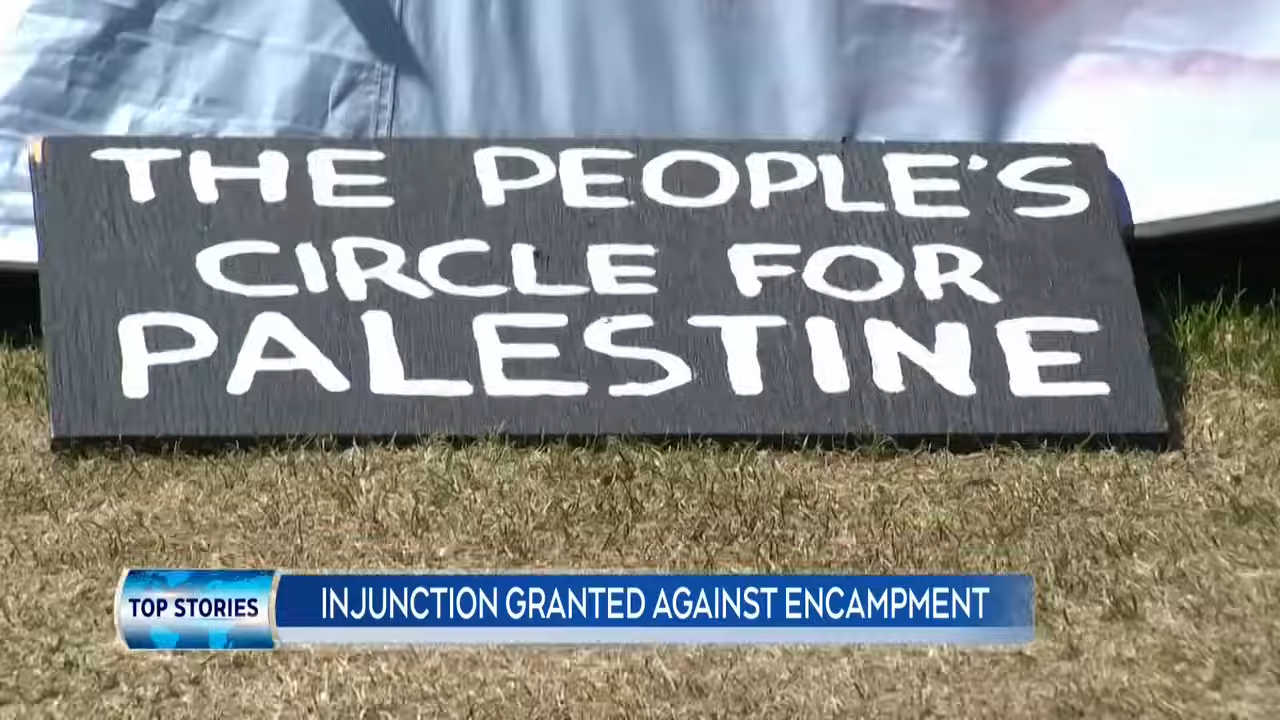 THE PEOPLE'S
CIRCLE FOR
PALESTINE
TOP STORIES
INJUNCTION GRANTED AGAINST ENCAMPMENT